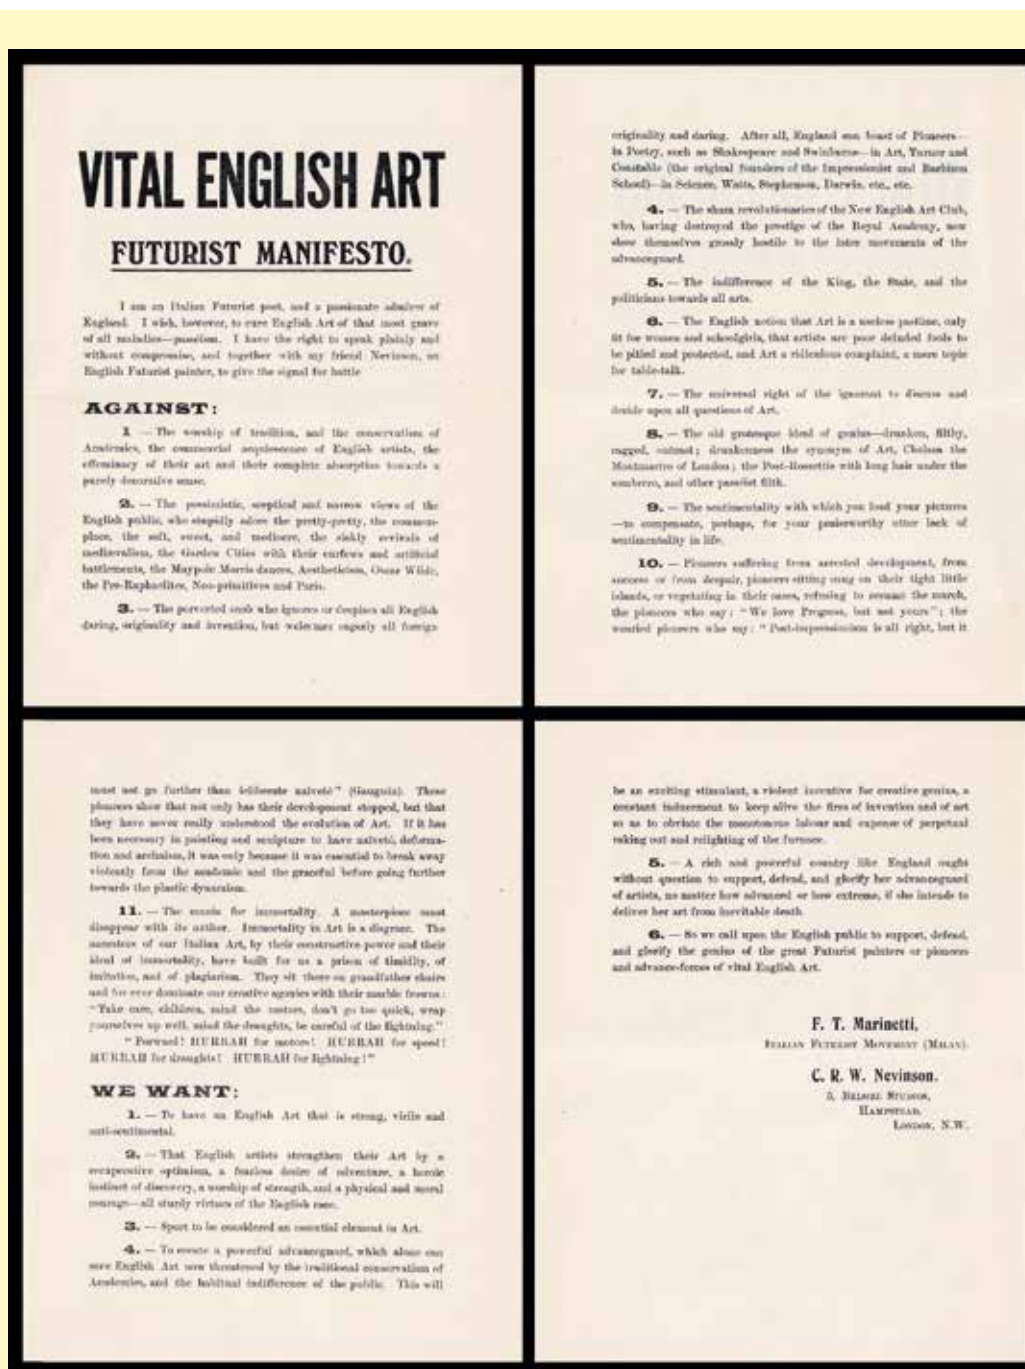 VITAL ENGLISH ART
FUTURIST MANIFESTO.
I am an Italian Futurist poet, and a passionate admirer of
England. I wish, however, to cure English Art of that most grave
of all maladies—passéism. I have the right to speak plainly and
without compromise, and together with my friend Nevinson, an
English Futurist painter, to give the signal for battle
AGAINST:
1 — The worship of tradition, and the conservatism of
Academies, the commercial acquiescence of English artists, the
effeminacy of their art and their complete absorption towards a
purely decorative sense.
2. — The pessimistic, sceptical and narrow views of the
English public, who stupidly adore the pretty-pretty, the common-
place, the soft, sweet, and mediocre, the sickly revivals of
mediævalism, the Garden Cities with their curfews and artificial
battlements, the Maypole Morris dances, Aestheticism, Oscar Wilde,
the Pre-Raphaelites, Neo-primitives and Paris.
3. — The perverted snob who ignores or despises all English
daring, originality and invention, but welcomes eagerly all foreign
originality and daring. After all, England can boast of Pioneers—
in Poetry, such as Shakespeare and Swinburne—in Art, Turner and
Constable (the original founders of the Impressionist and Barbizon
School)—in Science, Watts, Stephenson, Darwin, etc., etc.
4. — The sham revolutionaries of the New English Art Club,
who, having destroyed the prestige of the Royal Academy, now
show themselves grossly hostile to the later movements of the
advanceguard.
5. — The indifference of the King, the State, and the
politicians towards all arts.
6. — The English notion that Art is a useless pastime, only
fit for women and schoolgirls, that artists are poor deluded fools to
be pitied and protected, and Art a ridiculous complaint, a mere topic
for table-talk.
7. — The universal right of the ignorant to discuss and
decide upon all questions of Art.
8. — The old grotesque ideal of genius—drunken, filthy,
ragged, outcast; drunkenness the synonym of Art, Chelsea the
Montmartre of London; the Post-Rossettis with long hair under the
sombrero, and other passéist filth.
9. — The sentimentality with which you load your pictures
—to compensate, perhaps, for your praiseworthy utter lack of
sentimentality in life.
10. — Pioneers suffering from arrested development, from
success or from despair, pioneers sitting snug on their tight little
islands, or vegetating in their oases, refusing to resume the march,
the pioneers who say: "We love Progress, but not yours"; the
wearied pioneers who say: "Post-impressionism is all right, but it
must not go further than deliberate naïveté" (Gauguin). These
pioneers show that not only has their development stopped, but that
they have never really understood the evolution of Art. If it has
been necessary in painting and sculpture to have naïveté, deforma-
tion and archaism, it was only because it was essential to break away
violently from the academic and the graceful before going further
towards the plastic dynamism.
11. — The mania for immortality. A masterpiece must
disappear with its author. Immortality in Art is a disgrace. The
ancestors of our Italian Art, by their constructive power and their
ideal of immortality, have built for us a prison of timidity, of
imitation, and of plagiarism. They sit there on grandfather chairs
and for ever dominate our creative agonies with their marble frowns:
"Take care, children, mind the motors, don't go too quick, wrap
yourselves up well, mind the draughts, be careful of the lightning."
"Forward! HURRAH for motors! HURRAH for speed!
HURRAH for draughts! HURRAH for lightning!"
WE WANT:
1. — To have an English Art that is strong, virile and
anti-sentimental.
2. — That English artists strengthen their Art by a
recuperative optimism, a fearless desire of adventure, a heroic
instinct of discovery, a worship of strength, and a physical and moral
courage—all sturdy virtues of the English race.
3. — Sport to be considered an essential element in Art.
4. — To create a powerful advanceguard, which alone can
save English Art now threatened by the traditional conservatism of
Academies, and the habitual indifference of the public. This will
be an exciting stimulant, a violent incentive for creative genius, a
constant inducement to keep alive the fires of invention and of art
so as to obviate the monotonous labour and expense of perpetual
raking out and relighting of the furnace.
5. — A rich and powerful country like England ought
without question to support, defend, and glorify her advanceguard
of artists, no matter how advanced or how extreme, if she intends to
deliver her art from inevitable death
6. — So we call upon the English public to support, defend,
and glorify the genius of the great Futurist painters or pioneers
and advance-forces of vital English Art.
F. T. Marinetti,
ITALIAN FUTURIST MOVEMENT (MILAN).
C. R. W. Nevinson.
5, BELSIZE STUDIOS,
HAMPSTEAD,
LONDON, N.W.